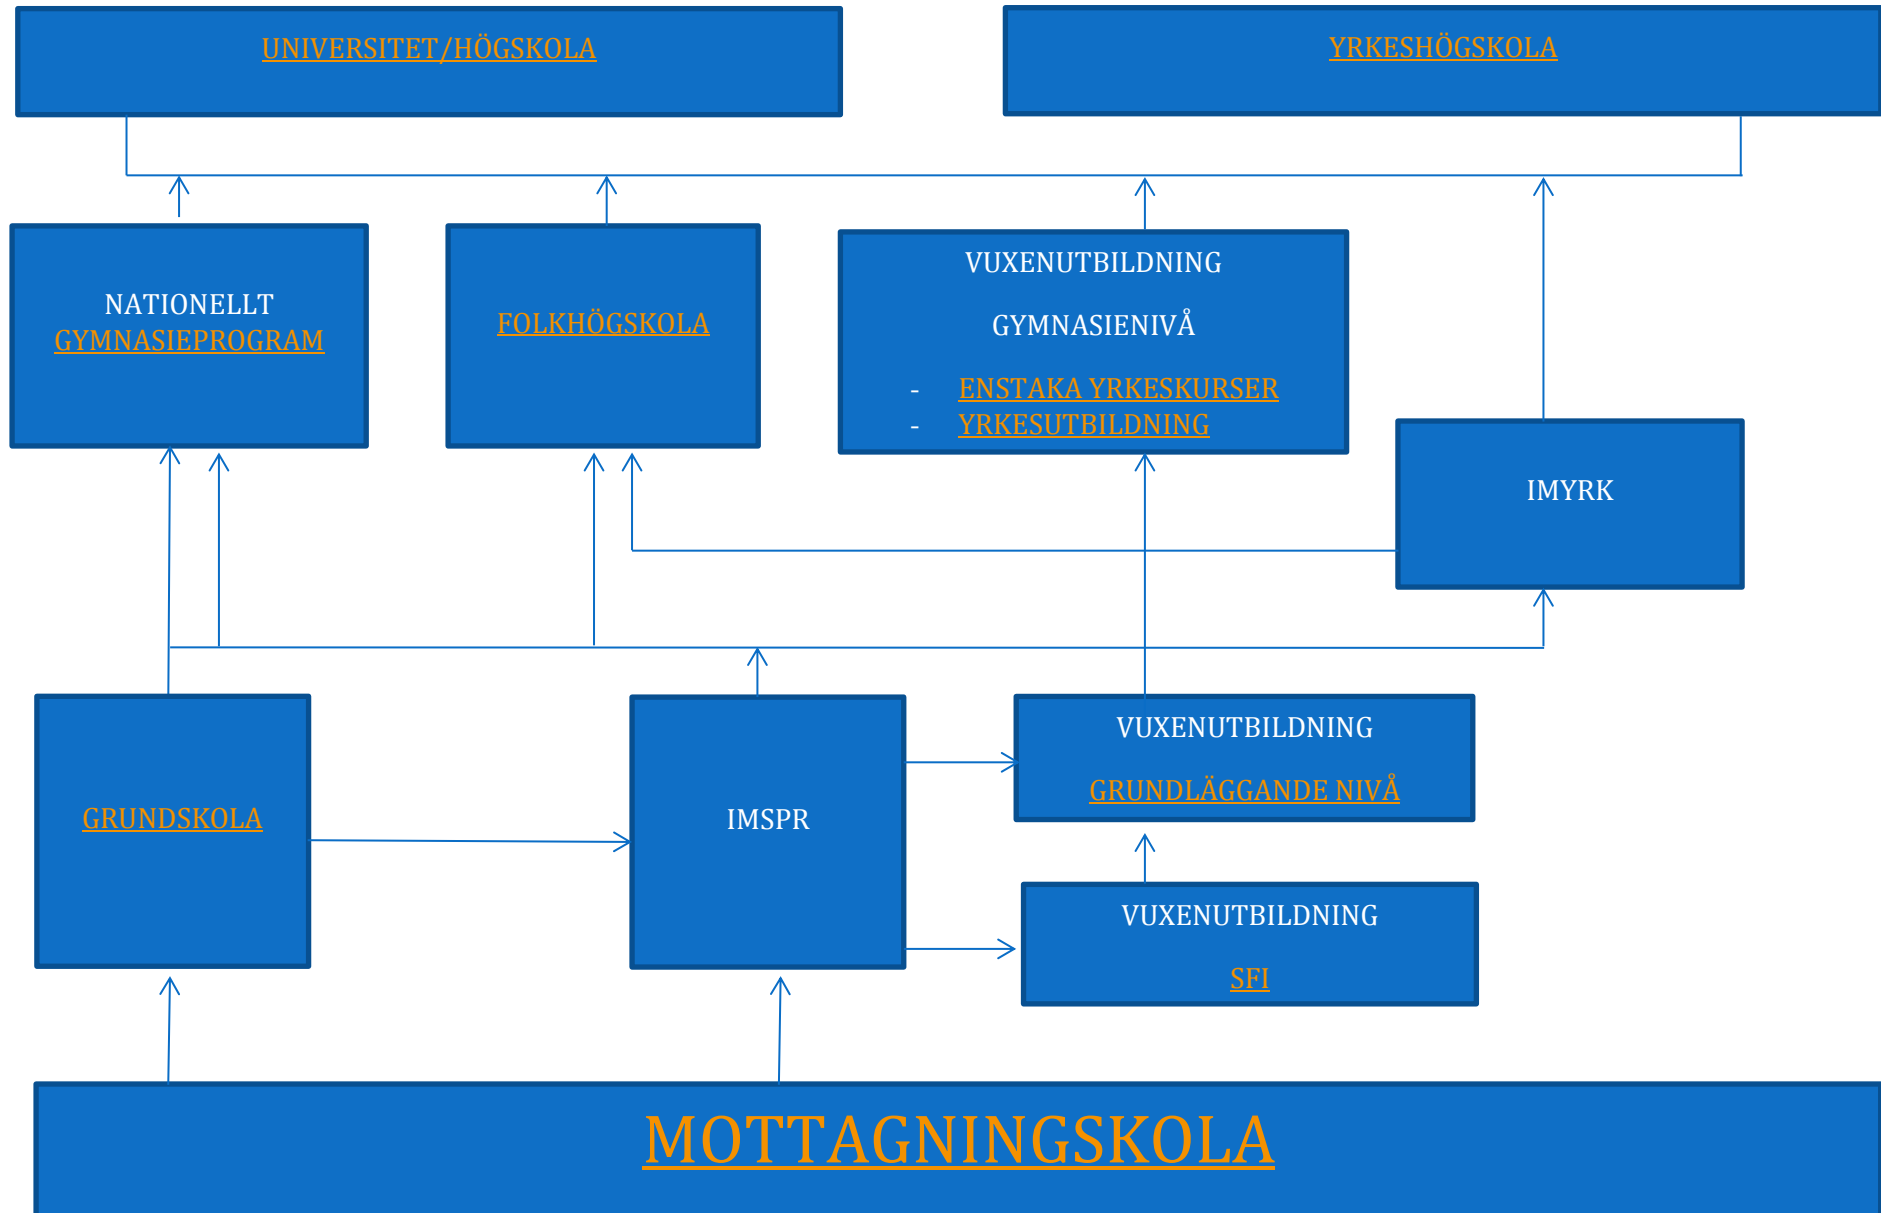 UNIVERSITET/HÖGSKOLA
YRKESHÖGSKOLA
NATIONELLT
GYMNASIEPROGRAM
FOLKHÖGSKOLA
VUXENUTBILDNING
GYMNASIENIVÅ
- ENSTAKA YRKESKURSER
- YRKESUTBILDNING
IMYRK
GRUNDSKOLA
IMSPR
VUXENUTBILDNING
GRUNDLÄGGANDE NIVÅ
VUXENUTBILDNING
SFI
MOTTAGNINGSKOLA